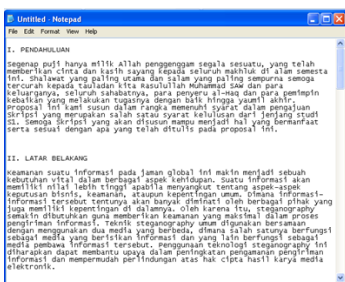 Untitled - Notepad
File Edit Format View Help
I. PENDAHULUAN
Segenap puji hanya milik Allah penggenggam segala sesuatu, yang telah
memberikan cinta dan kasih sayang kepada seluruh makhluk di alam semesta
ini. Shalawat yang paling utama dan salam yang paling sempurna semoga
tercurah kepada tauladan kita Rasulullah Muhammad SAW dan para
keluarganya, seluruh sahabatnya, para penyeru al-Haq dan para pemimpin
kebaikan yang melakukan tugasnya dengan baik hingga yaumil akhir.
Proposal ini kami susun dalam rangka memenuhi syarat dalam pengajuan
Skripsi yang merupakan salah satau syarat kelulusan dari jenjang studi
S1. Semoga Skripsi yang akan disusun mampu menjadi hal yang bermanfaat
serta sesuai dengan apa yang telah ditulis pada proposal ini.
II. LATAR BELAKANG
Keamanan suatu informasi pada jaman global ini makin menjadi sebuah
kebutuhan vital dalam berbagai aspek kehidupan. Suatu informasi akan
memiliki nilai lebih tinggi apabila menyangkut tentang aspek-aspek
keputusan bisnis, keamanan, ataupun kepentingan umum. Dimana informasi-
informasi tersebut tentunya akan banyak diminati oleh berbagai pihak yang
juga memiliki kepentingan di dalamnya. Oleh karena itu, steganography
semakin dibutuhkan guna memberikan keamanan yang maksimal dalam proses
pengiriman informasi. Teknik steganography umum digunakan bersamaan
dengan menggunakan dua media yang berbeda, dimana salah satunya berfungsi
sebagai media yang berisikan informasi dan yang lain berfungsi sebagai
media pembawa informasi tersebut. Penggunaan teknologi steganography ini
diharapkan dapat membantu upaya dalam peningkatan pengamanan pengiriman
informasi dan mempermudah perlindungan atas hak cipta hasil karya media
elektronik.